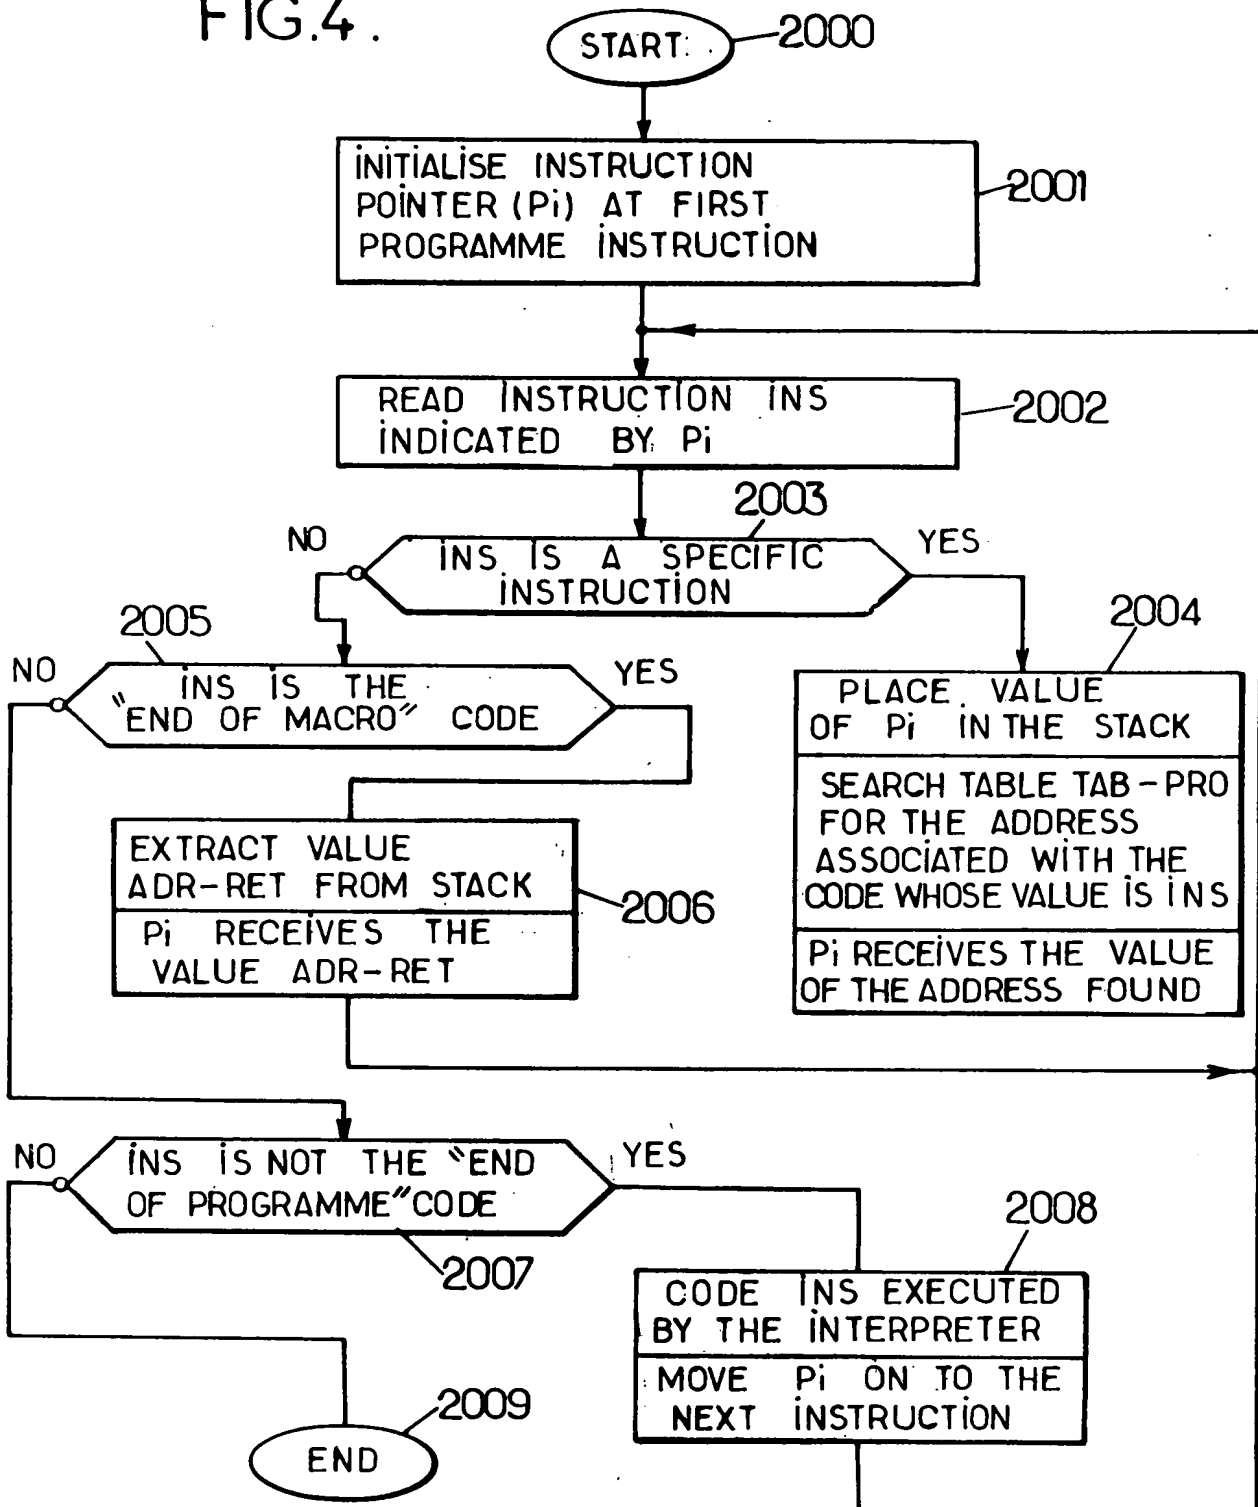 FIG.4.
START
2000
INITIALISE INSTRUCTION
POINTER (Pi) AT FIRST
PROGRAMME INSTRUCTION
2001
READ INSTRUCTION INS
INDICATED BY Pi
2002
2003
NO
INS IS A SPECIFIC
INSTRUCTION
YES
2005
NO
INS IS THE
"END OF MACRO" CODE
YES
2004
PLACE VALUE
OF Pi IN THE STACK
SEARCH TABLE TAB-PRO
FOR THE ADDRESS
ASSOCIATED WITH THE
CODE WHOSE VALUE IS INS
Pi RECEIVES THE VALUE
OF THE ADDRESS FOUND
EXTRACT VALUE
ADR-RET FROM STACK
Pi RECEIVES THE
VALUE ADR-RET
2006
NO
INS IS NOT THE "END
OF PROGRAMME" CODE
YES
2007
2008
CODE INS EXECUTED
BY THE INTERPRETER
MOVE Pi ON TO THE
NEXT INSTRUCTION
2009
END